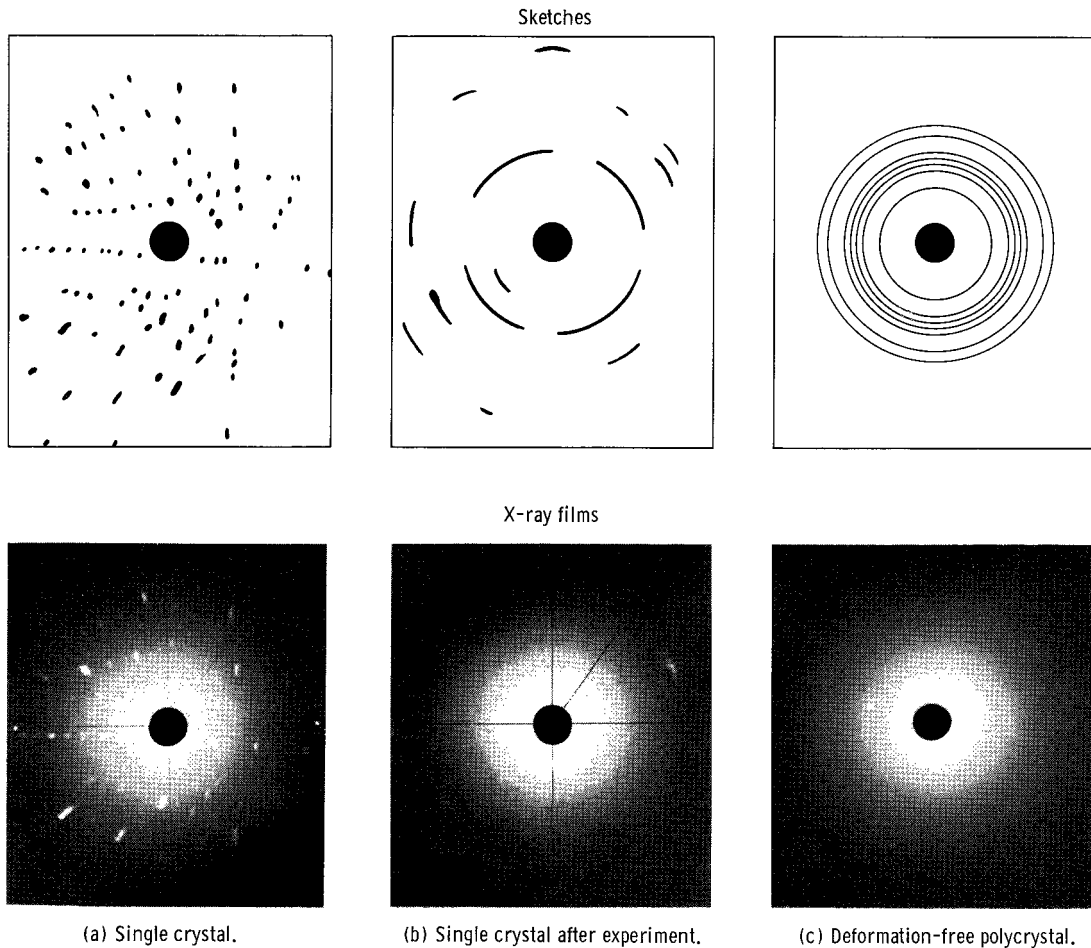 Sketches
X-ray films
(a) Single crystal.
(b) Single crystal after experiment.
(c) Deformation-free polycrystal.